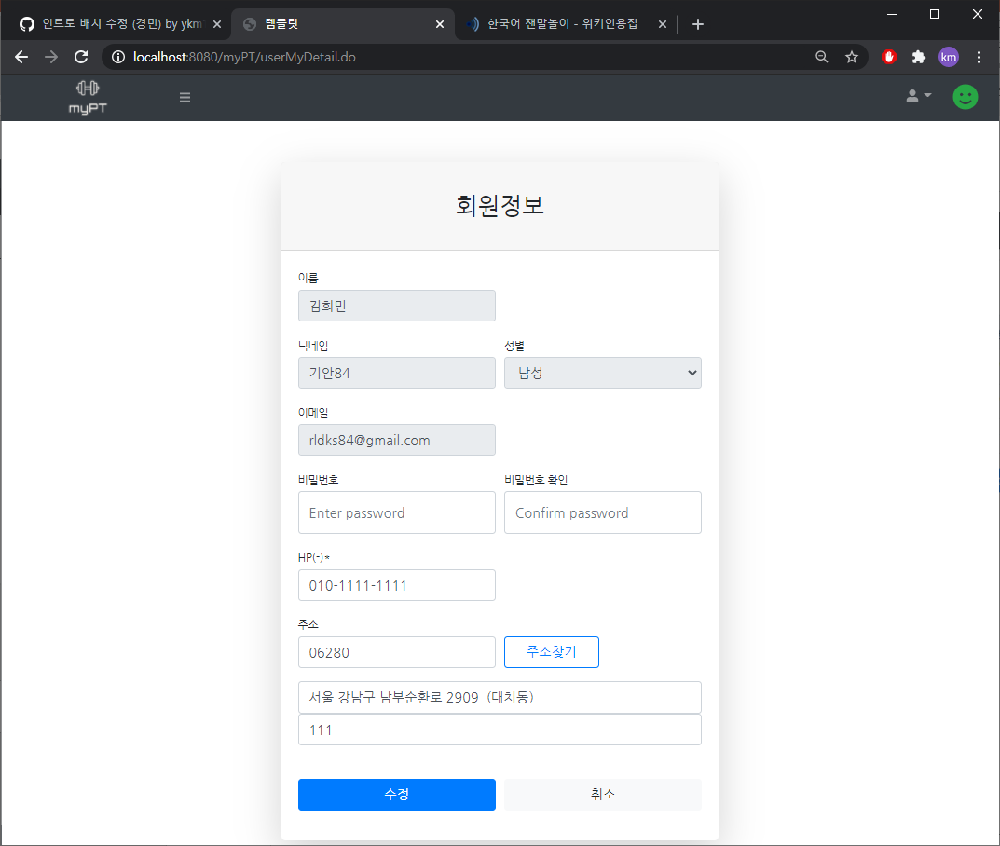 인트로 배치 수정 (경민) by ykm
템플릿
한국어 잰말놀이 - 위키인용집
localhost:8080/myPT/userMyDetail.do
km
myPT
회원정보
이름
김희민
닉네임 성별
기안84 남성
이메일
rldks84@gmail.com
비밀번호 비밀번호 확인
Enter password Confirm password
HP(-)*
010-1111-1111
주소
06280 주소찾기
서울 강남구 남부순환로 2909 (대치동)
111
수정 취소